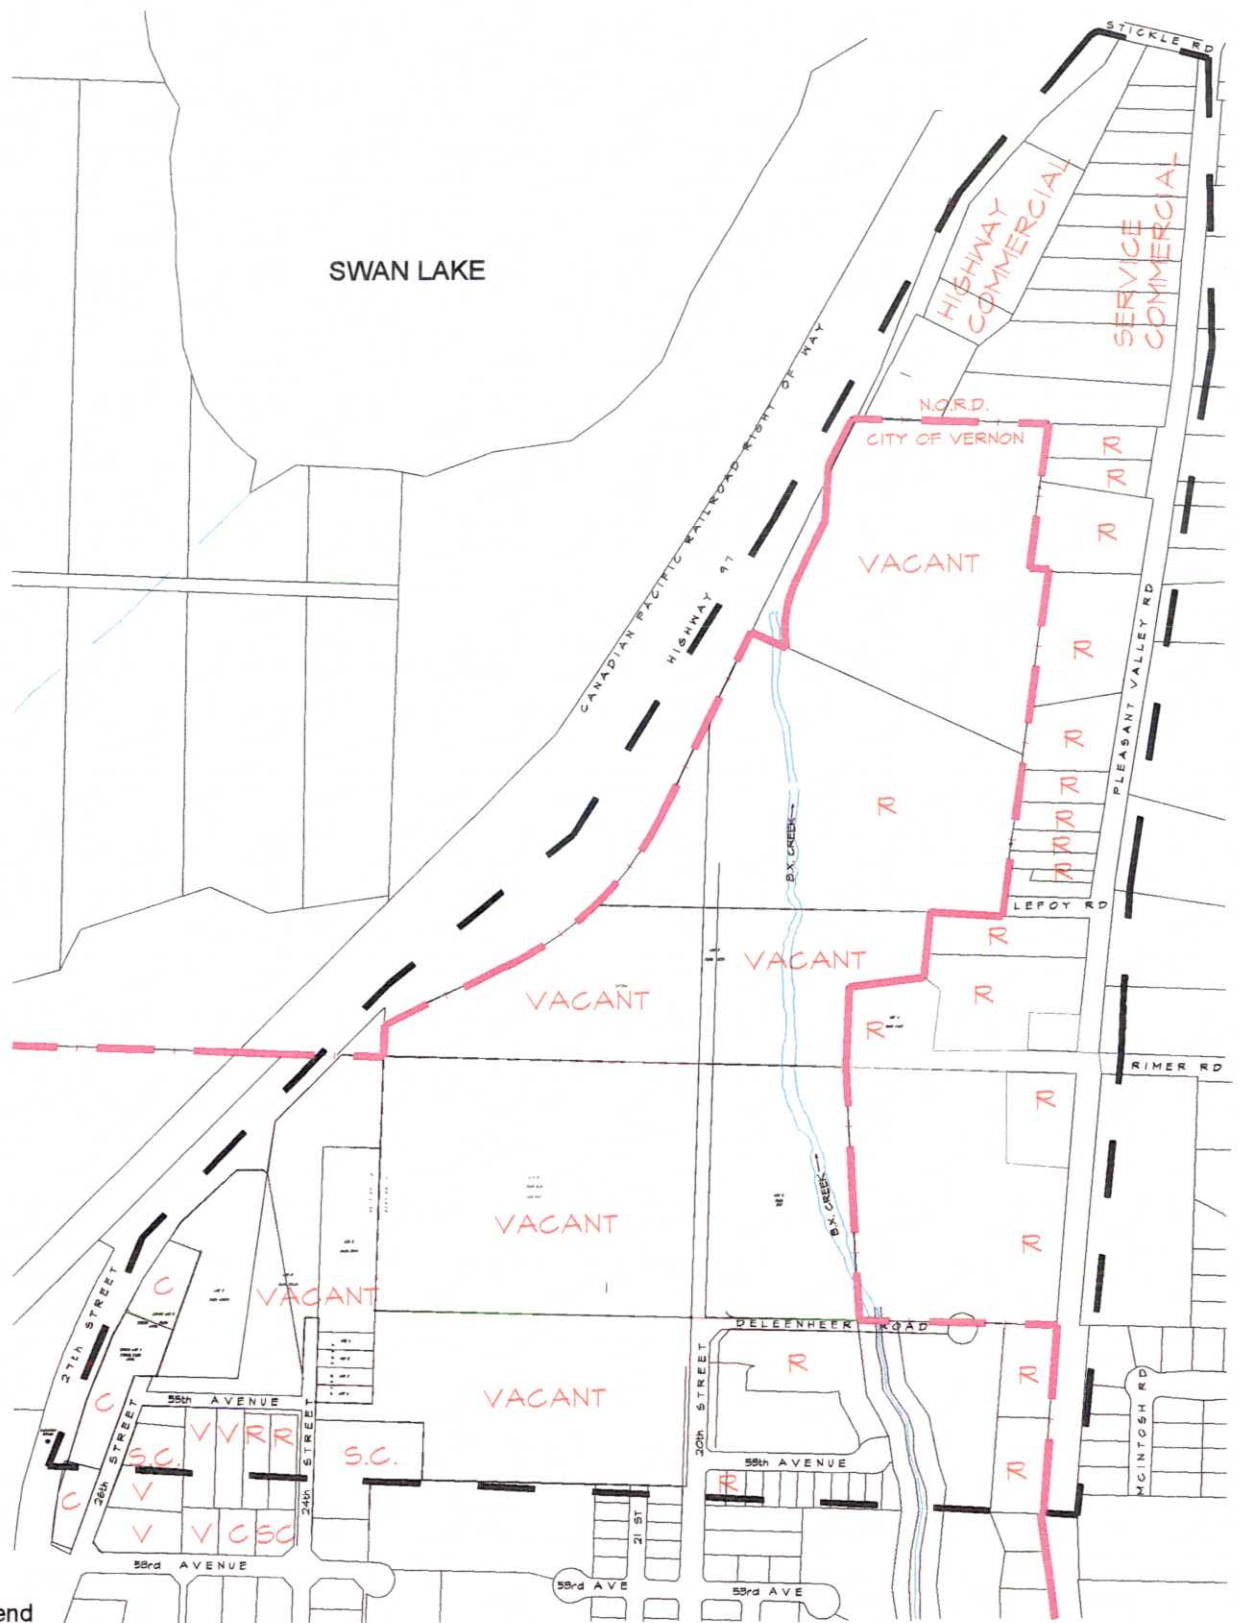 STICKLE RD
HIGHWAY
COMMERCIAL
SERVICE
COMMERCIAL
SWAN LAKE
CANADIAN PACIFIC RAILROAD RIGHT OF WAY
HIGHWAY 97
N.O.R.D.
CITY OF VERNON
R
R
R
VACANT
PLEASANT VALLEY RD
R
R
R
R
B.X. CREEK
R
R
R
LEFOY RD
R
VACANT
VACANT
R
R
RIMER RD
R
B.X. CREEK
VACANT
R
C
VACANT
27th STREET
DELEENHEER ROAD
R
R
VACANT
20th STREET
MCINTOSH RD
C
55th AVENUE
26th STREET
24th STREET
V V R R
S.C.
S.C.
55th AVENUE
R
R
C
V
V V C SC
21 ST
53rd AVENUE
53rd AVE
53rd AVE
end